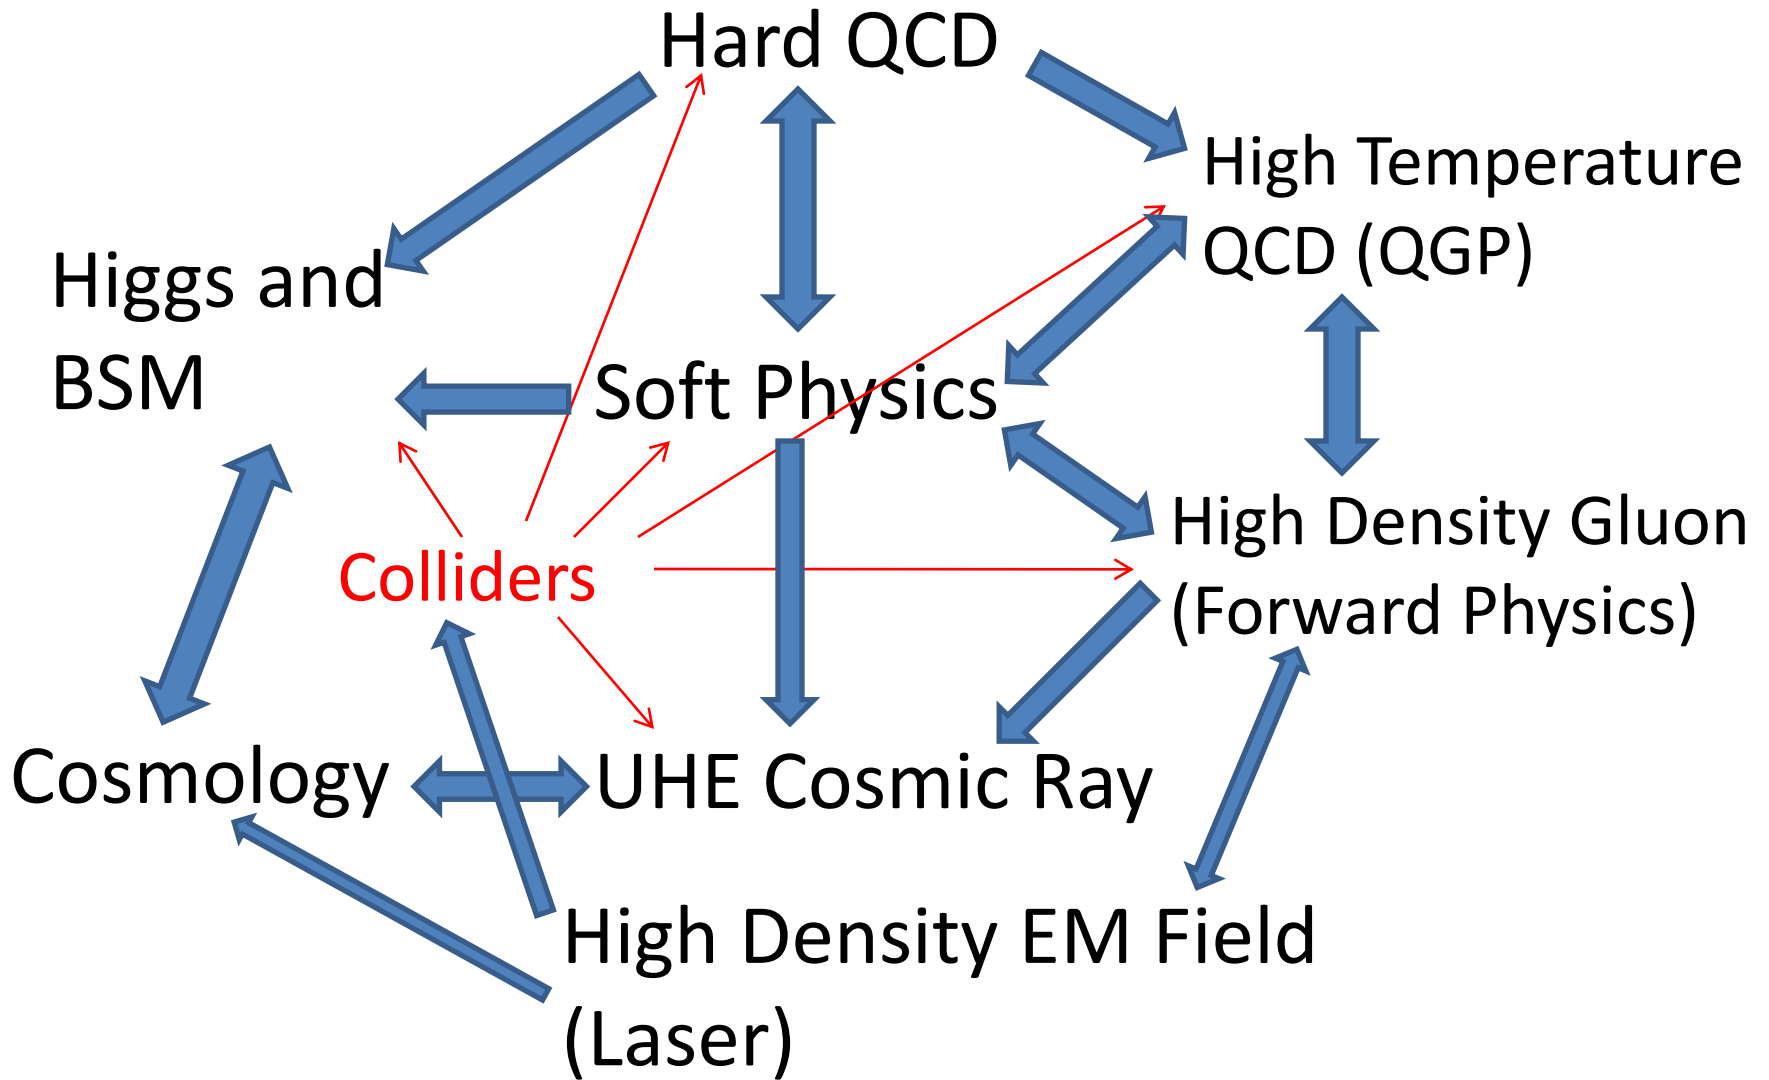 Hard QCD
High Temperature
QCD (QGP)
Higgs and
BSM
Soft Physics
High Density Gluon
(Forward Physics)
Colliders
Cosmology
UHE Cosmic Ray
High Density EM Field
(Laser)